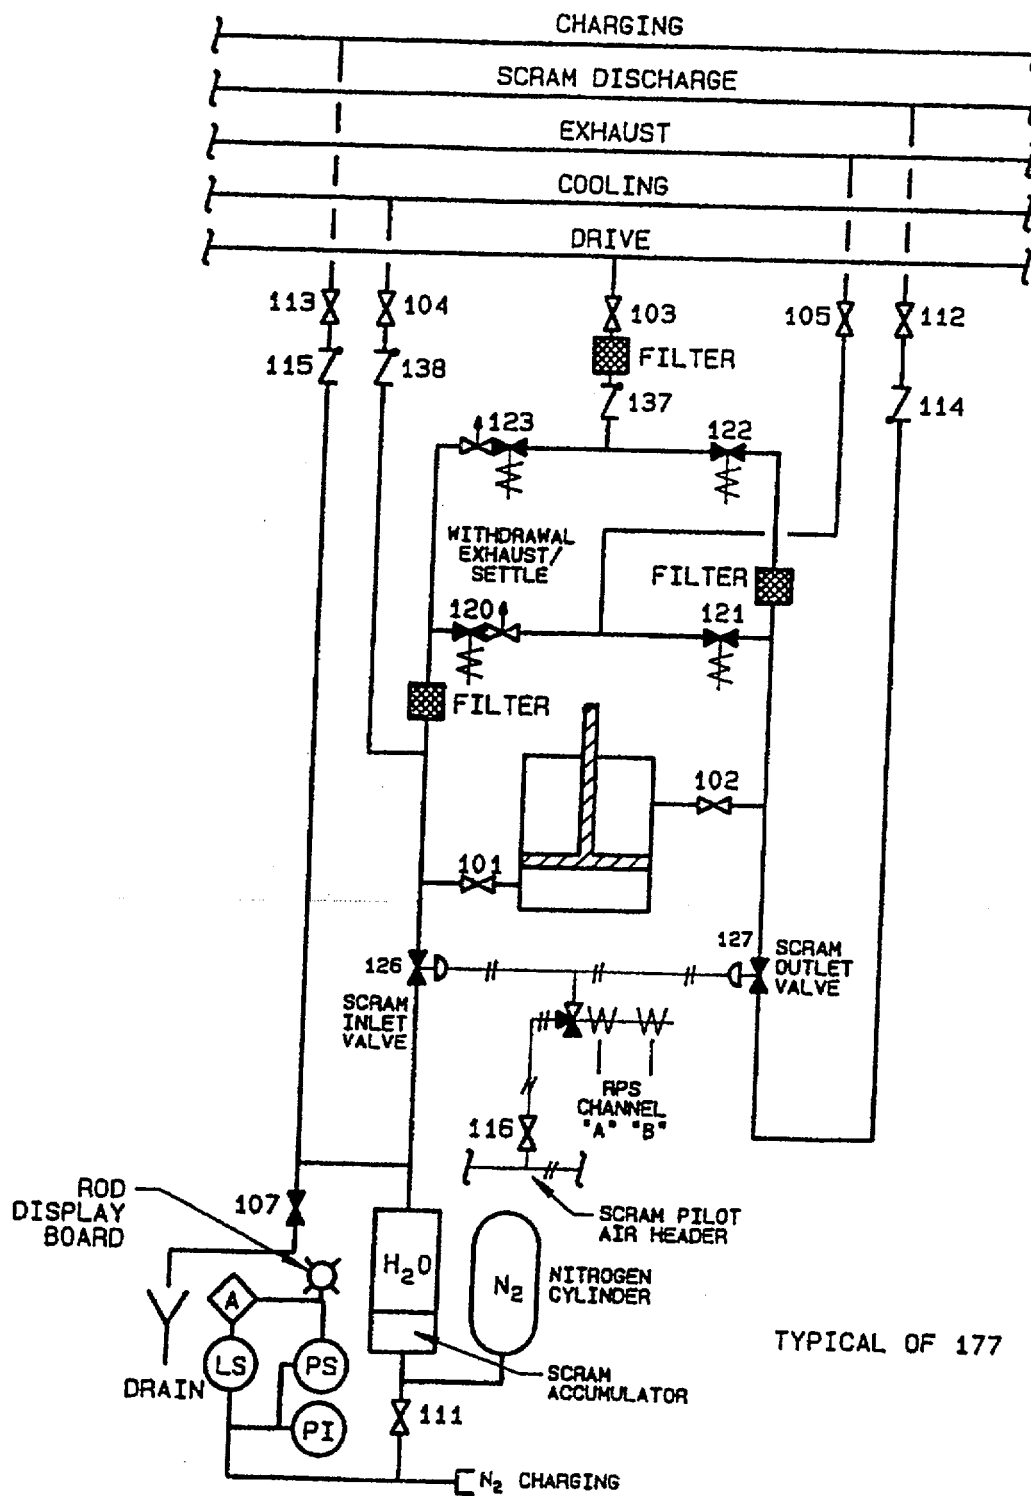 CHARGING
SCRAM DISCHARGE
EXHAUST
COOLING
DRIVE
113
104
103
105
112
115
138
FILTER
137
114
123
122
WITHDRAWAL
EXHAUST/
SETTLE
FILTER
120
121
FILTER
102
101
126
127
SCRAM
OUTLET
VALVE
SCRAM
INLET
VALVE
RPS
CHANNEL
"A" "B"
116
ROD
DISPLAY
BOARD
107
SCRAM PILOT
AIR HEADER
H₂O
N₂
NITROGEN
CYLINDER
A
LS
PS
DRAIN
PI
SCRAM
ACCUMULATOR
111
N₂ CHARGING
TYPICAL OF 177